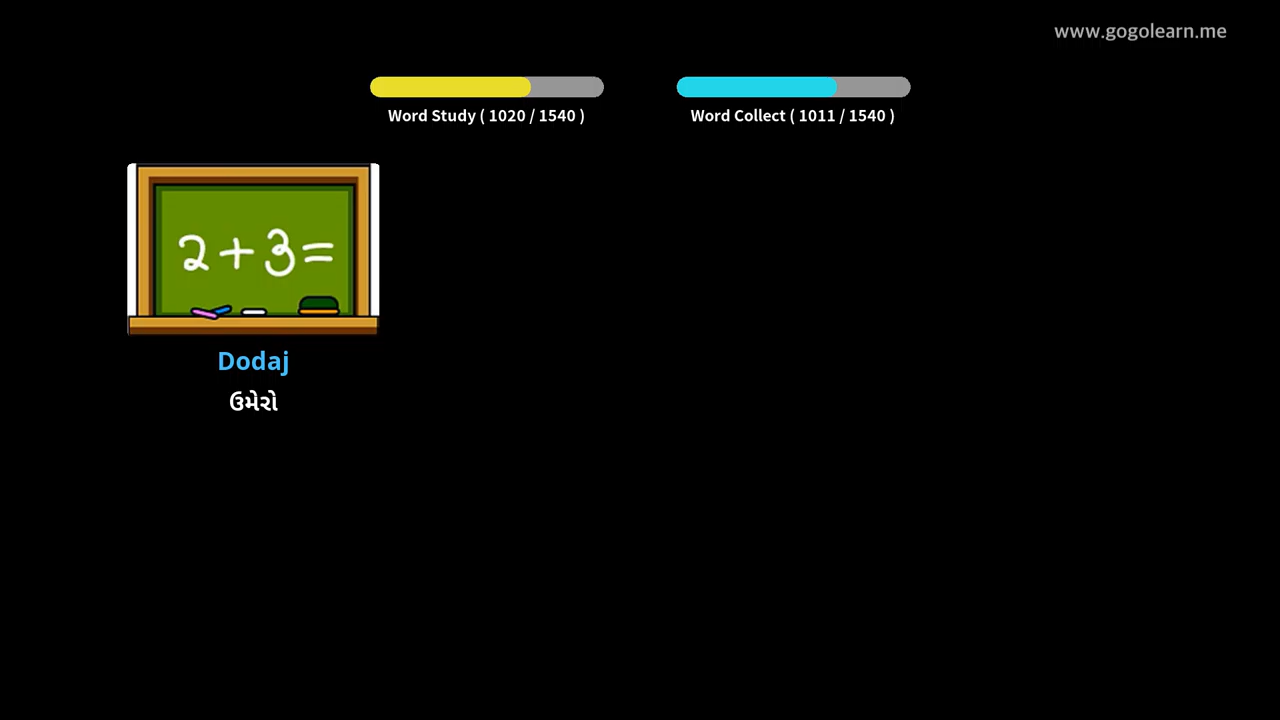 www.gogolearn.me
Word Study ( 1020 / 1540 )
Word Collect ( 1011 / 1540 )
2+3=
Dodaj
ઉમેરો